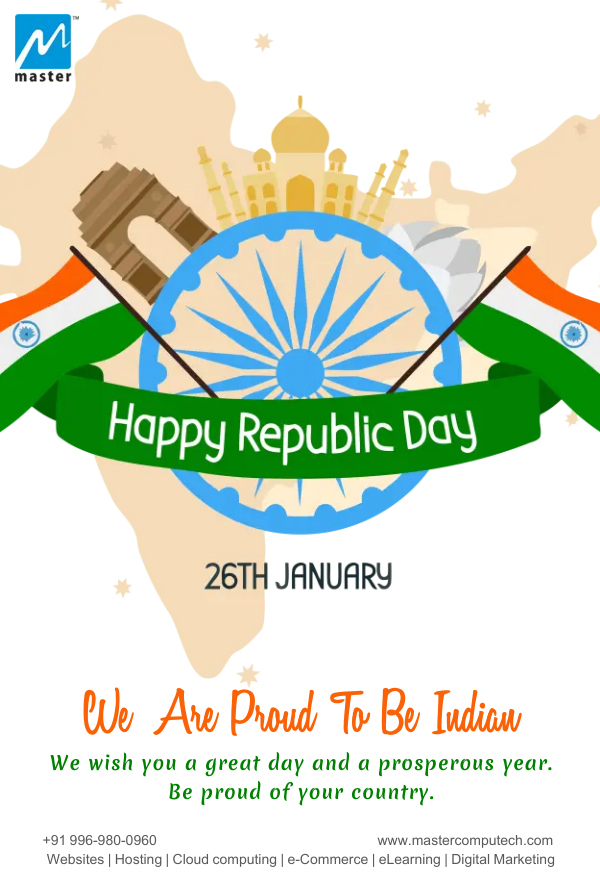 ™
master
Happy Republic Day
26TH JANUARY
We Are Proud To Be Indian
We wish you a great day and a prosperous year.
Be proud of your country.
+91 996-980-0960 www.mastercomputech.com
Websites | Hosting | Cloud computing | e-Commerce | eLearning | Digital Marketing